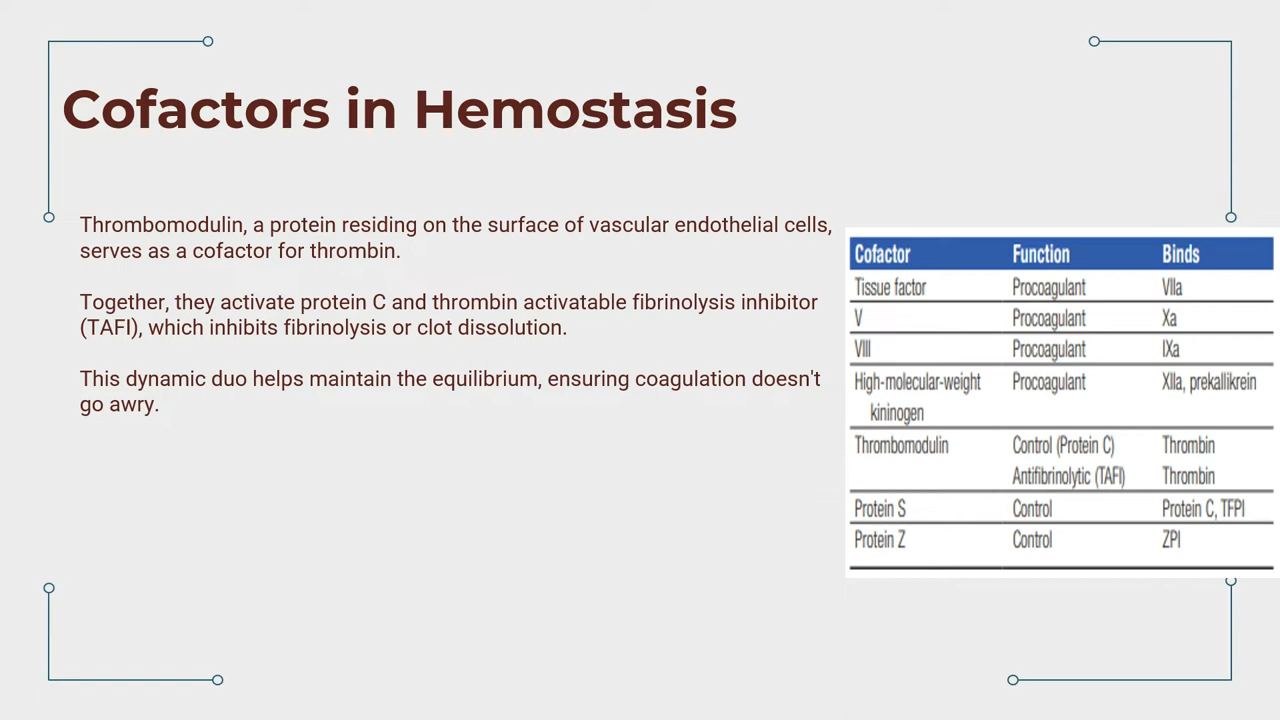 Cofactors in Hemostasis
Thrombomodulin, a protein residing on the surface of vascular endothelial cells,
serves as a cofactor for thrombin.
Together, they activate protein C and thrombin activatable fibrinolysis inhibitor
(TAFI), which inhibits fibrinolysis or clot dissolution.
This dynamic duo helps maintain the equilibrium, ensuring coagulation doesn't
go awry.
Cofactor Function Binds
Tissue factor Procoagulant VIIa
V Procoagulant Xa
VIII Procoagulant IXa
High-molecular-weight Procoagulant XIIa, prekallikrein
kininogen
Thrombomodulin Control (Protein C) Thrombin
Antifibrinolytic (TAFI) Thrombin
Protein S Control Protein C, TFPI
Protein Z Control ZPI